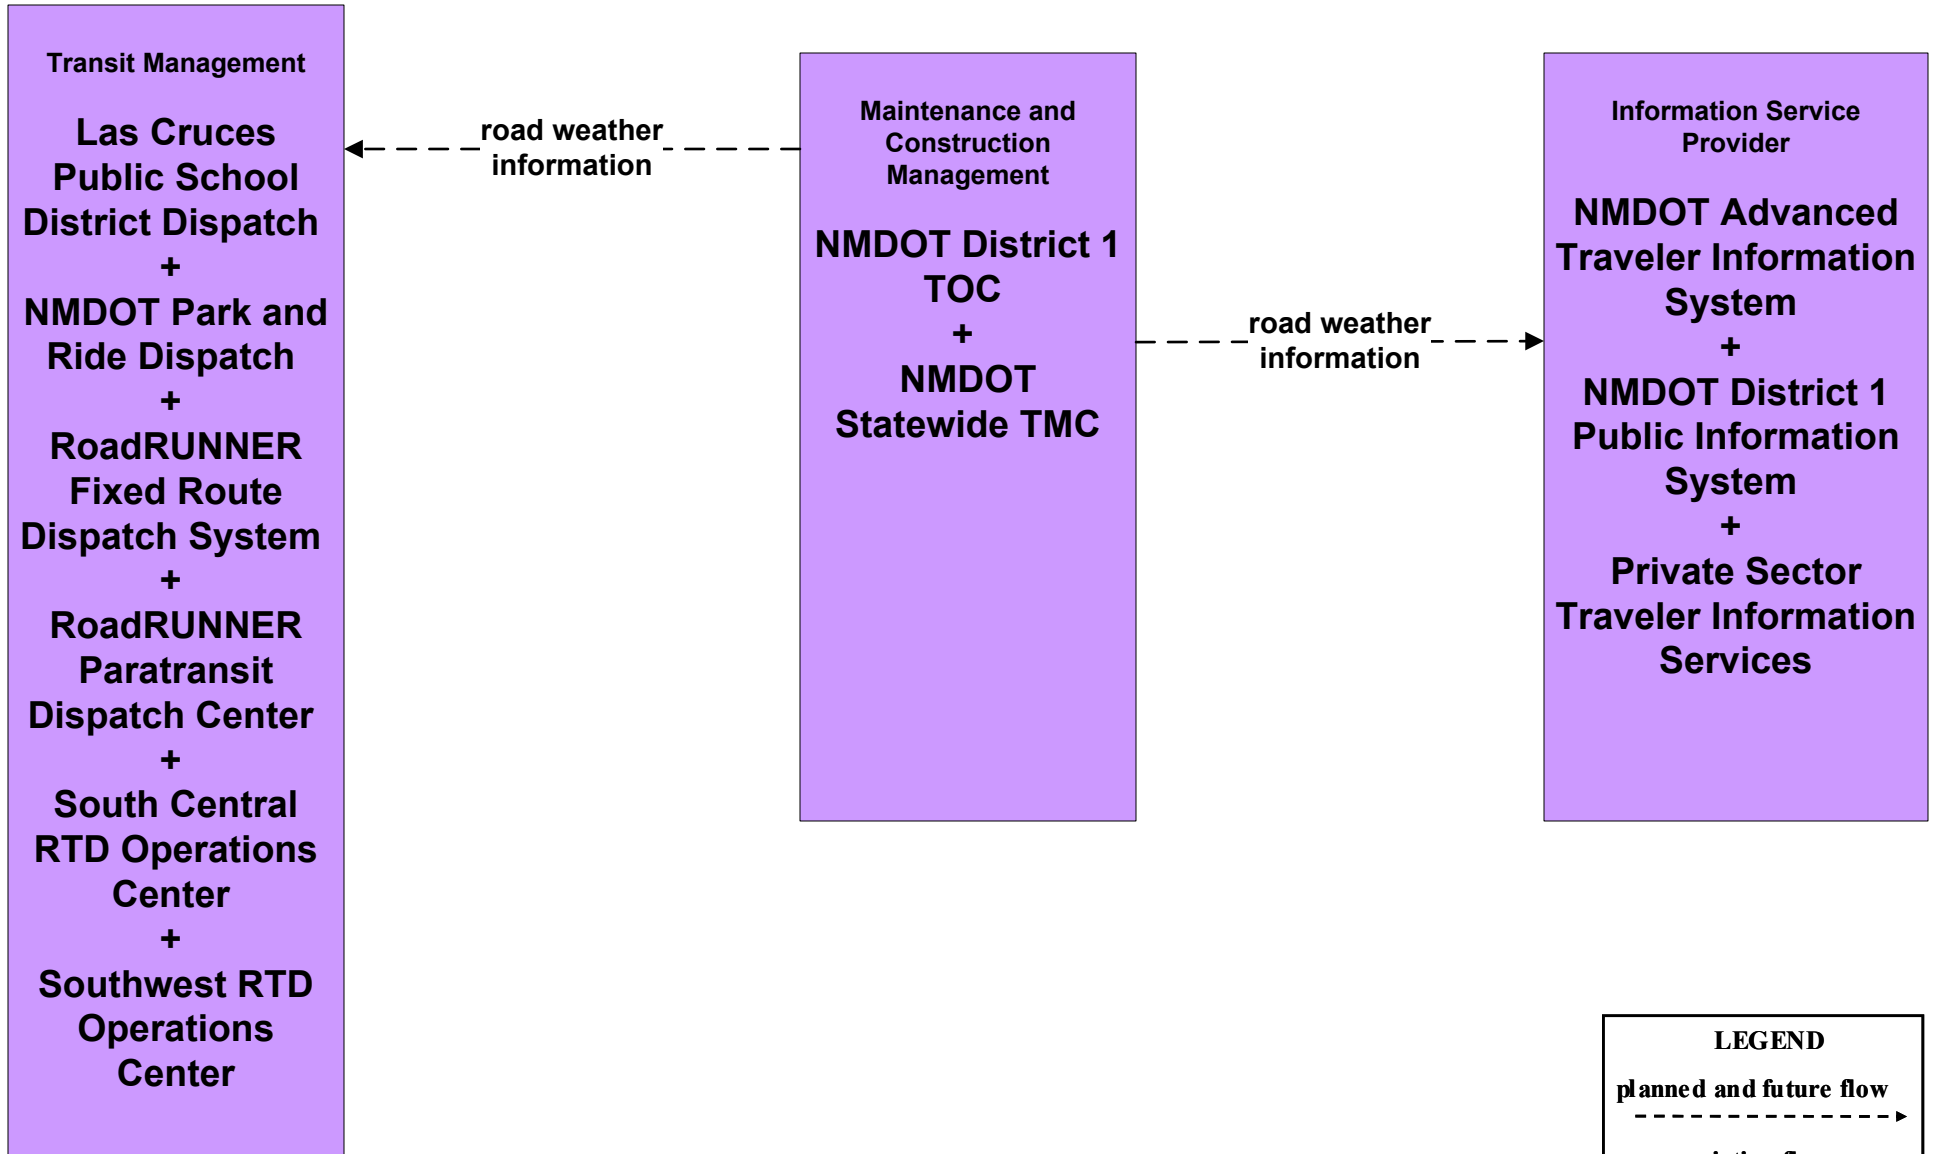 Transit Management
Las Cruces
Public School
District Dispatch
+
NMDOT Park and
Ride Dispatch
+
RoadRUNNER
Fixed Route
Dispatch System
+
RoadRUNNER
Paratransit
Dispatch Center
+
South Central
RTD Operations
Center
+
Southwest RTD
Operations
Center
road weather
information
Maintenance and
Construction
Management
NMDOT District 1
TOC
+
NMDOT
Statewide TMC
road weather
information
Information Service
Provider
NMDOT Advanced
Traveler Information
System
+
NMDOT District 1
Public Information
System
+
Private Sector
Traveler Information
Services
LEGEND
planned and future flow